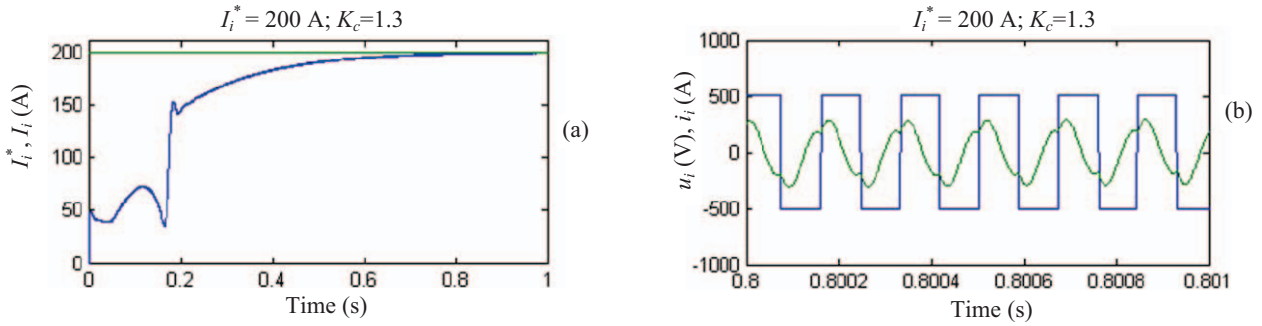 I_i^* = 200 A; K_c=1.3
I_i^*, I_i (A)
200
150
100
50
0
0 0.2 0.4 0.6 0.8 1
Time (s)
(a)
I_i^* = 200 A; K_c=1.3
u_i (V), i_i (A)
1000
500
0
-500
-1000
0.8 0.8002 0.8004 0.8006 0.8008 0.801
Time (s)
(b)